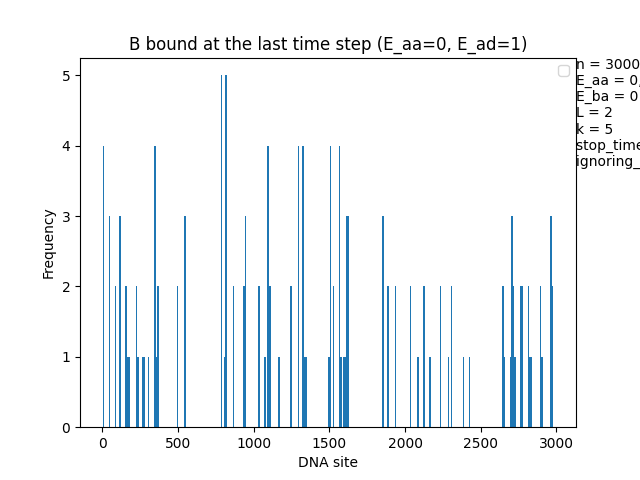 B bound at the last time step (E_aa=0, E_ad=1)
n = 3000
E_aa = 0,
E_ba = 0
L = 2
k = 5
stop_time
ignoring_
Frequency
5
4
3
2
1
0
0 500 1000 1500 2000 2500 3000
DNA site